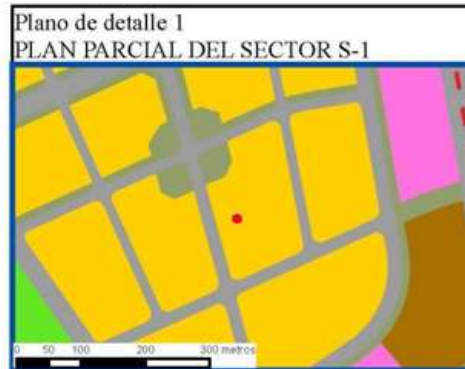 Plano de detalle 1
PLAN PARCIAL DEL SECTOR S-1
0 50 100 200 300 metros